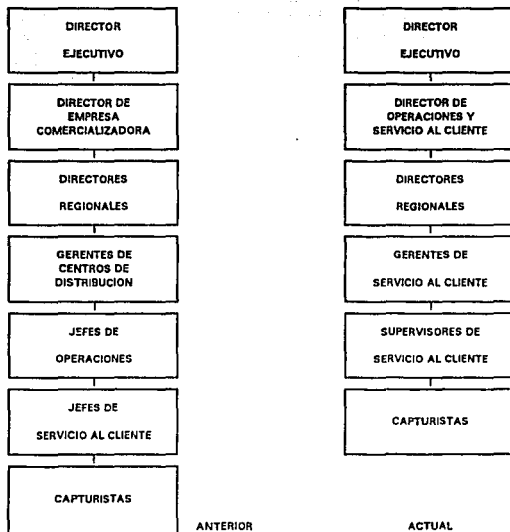 DIRECTOR
EJECUTIVO
DIRECTOR DE
EMPRESA
COMERCIALIZADORA
DIRECTORES
REGIONALES
GERENTES DE
CENTROS DE
DISTRIBUCION
JEFES DE
OPERACIONES
JEFES DE
SERVICIO AL CLIENTE
CAPTURISTAS
ANTERIOR
DIRECTOR
EJECUTIVO
DIRECTOR DE
OPERACIONES Y
SERVICIO AL CLIENTE
DIRECTORES
REGIONALES
GERENTES DE
SERVICIO AL CLIENTE
SUPERVISORES DE
SERVICIO AL CLIENTE
CAPTURISTAS
ACTUAL